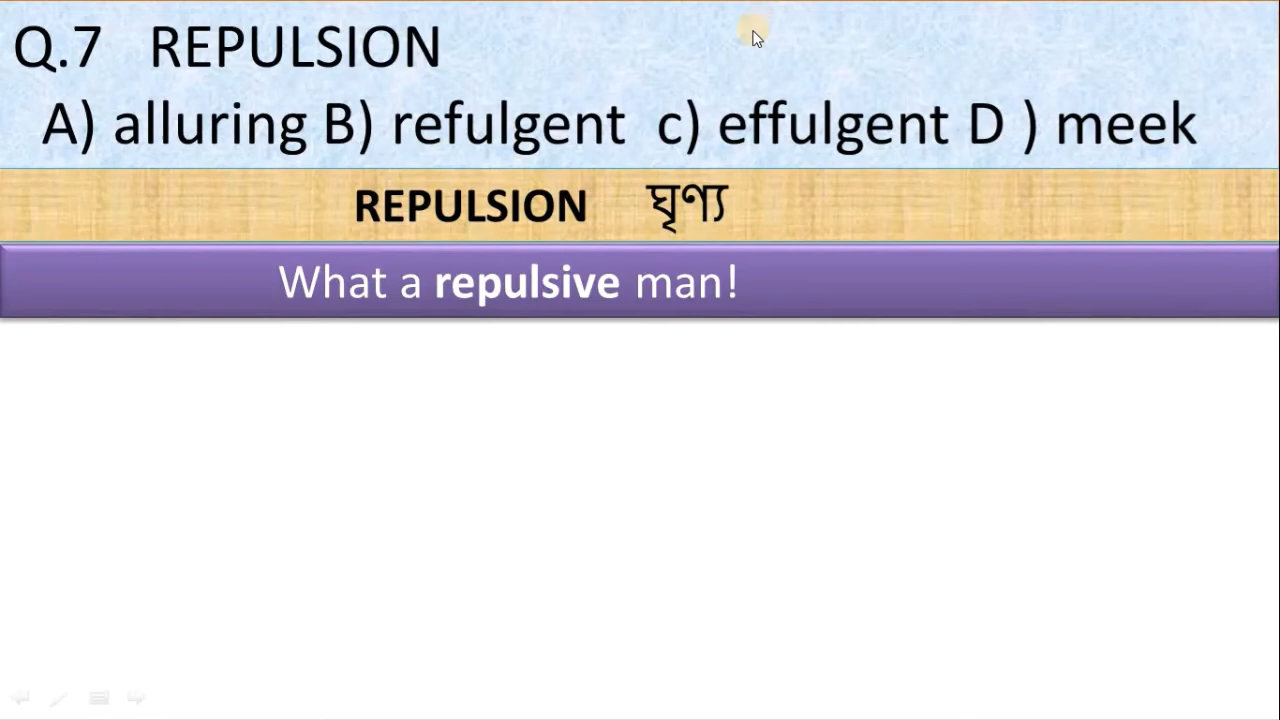 Q.7 REPULSION
A) alluring B) refulgent c) effulgent D ) meek
REPULSION ঘৃণ্য
What a repulsive man!